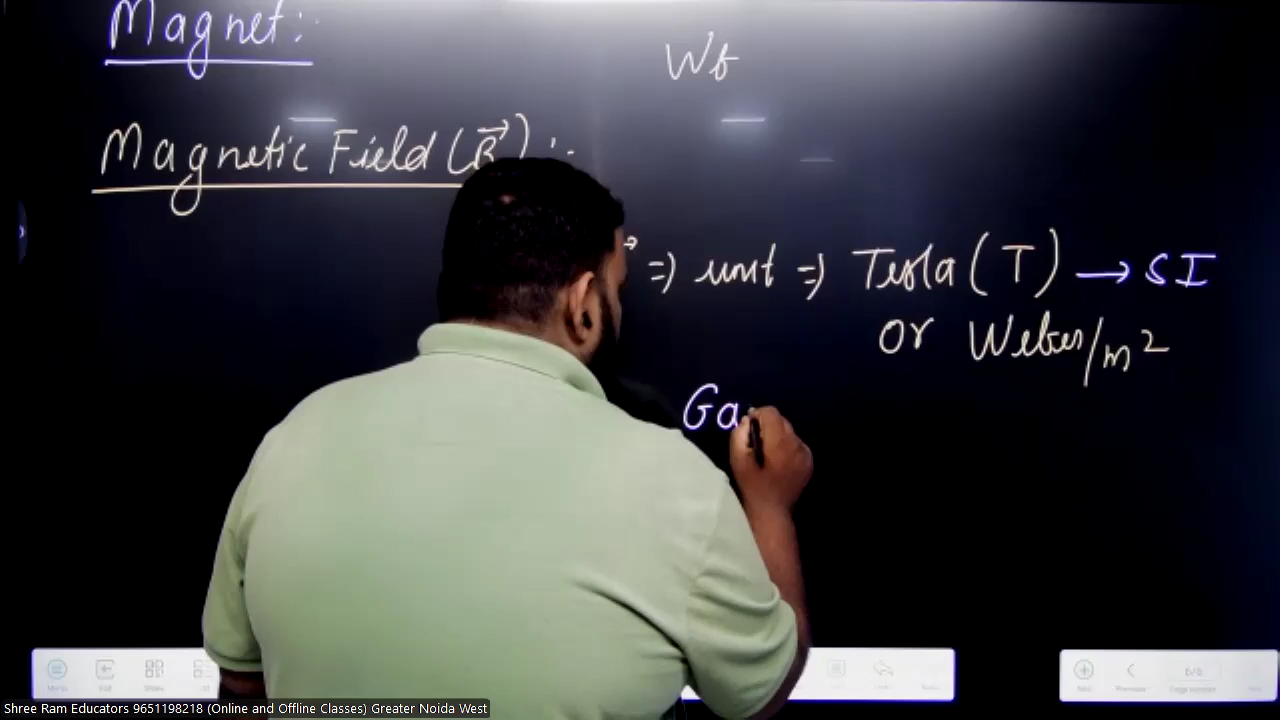 Magnet:
Wb
Magnetic Field (B) :-
=) unit =) Tesla (T) → SI
or Weber/m²
Ga
Shree Ram Educators 9651198218 (Online and Offline Classes) Greater Noida West